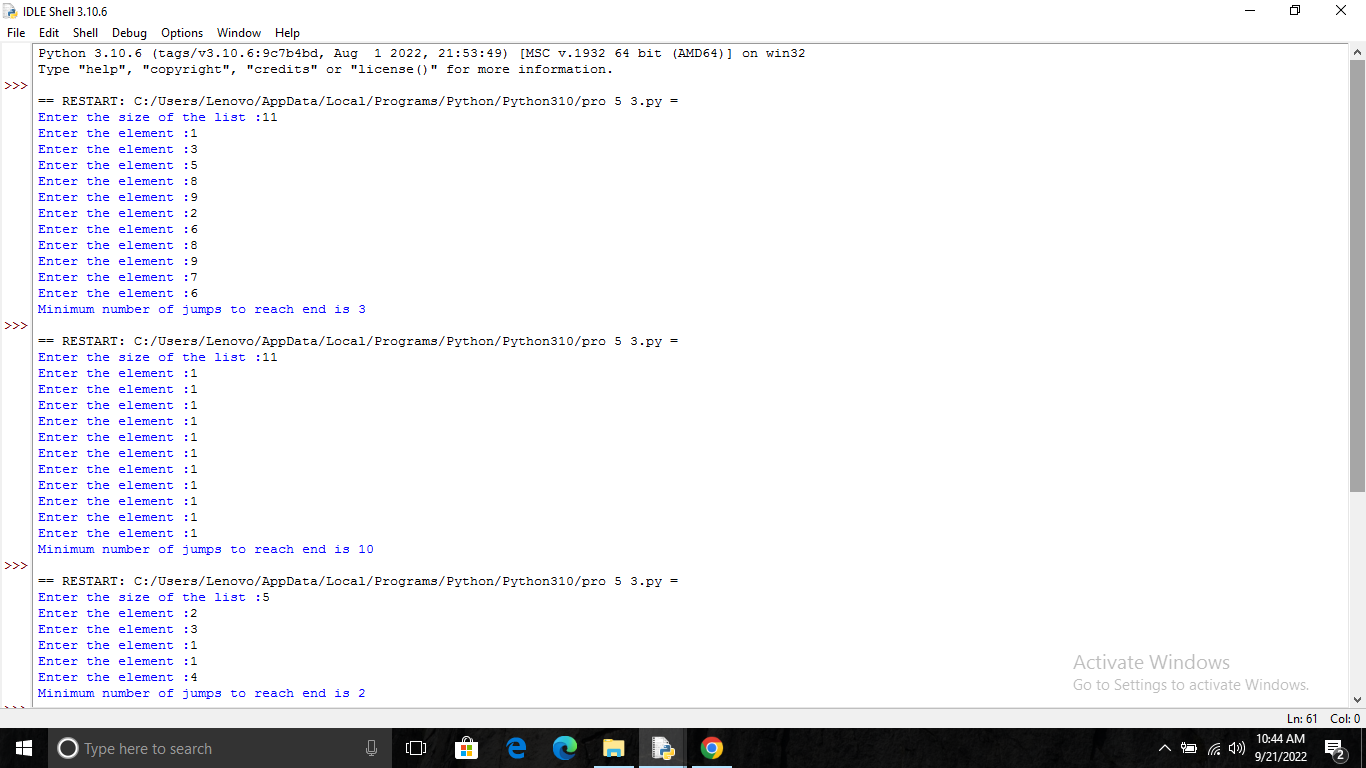 IDLE Shell 3.10.6
File Edit Shell Debug Options Window Help
Python 3.10.6 (tags/v3.10.6:9c7b4bd, Aug  1 2022, 21:53:49) [MSC v.1932 64 bit (AMD64)] on win32
Type "help", "copyright", "credits" or "license()" for more information.
>>>
== RESTART: C:/Users/Lenovo/AppData/Local/Programs/Python/Python310/pro 5 3.py =
Enter the size of the list :11
Enter the element :1
Enter the element :3
Enter the element :5
Enter the element :8
Enter the element :9
Enter the element :2
Enter the element :6
Enter the element :8
Enter the element :9
Enter the element :7
Enter the element :6
Minimum number of jumps to reach end is 3
>>>
== RESTART: C:/Users/Lenovo/AppData/Local/Programs/Python/Python310/pro 5 3.py =
Enter the size of the list :11
Enter the element :1
Enter the element :1
Enter the element :1
Enter the element :1
Enter the element :1
Enter the element :1
Enter the element :1
Enter the element :1
Enter the element :1
Enter the element :1
Enter the element :1
Minimum number of jumps to reach end is 10
>>>
== RESTART: C:/Users/Lenovo/AppData/Local/Programs/Python/Python310/pro 5 3.py =
Enter the size of the list :5
Enter the element :2
Enter the element :3
Enter the element :1
Enter the element :1
Enter the element :4
Minimum number of jumps to reach end is 2
>>>
Activate Windows
Go to Settings to activate Windows.
Ln: 61 Col: 0
Type here to search
10:44 AM
9/21/2022
2